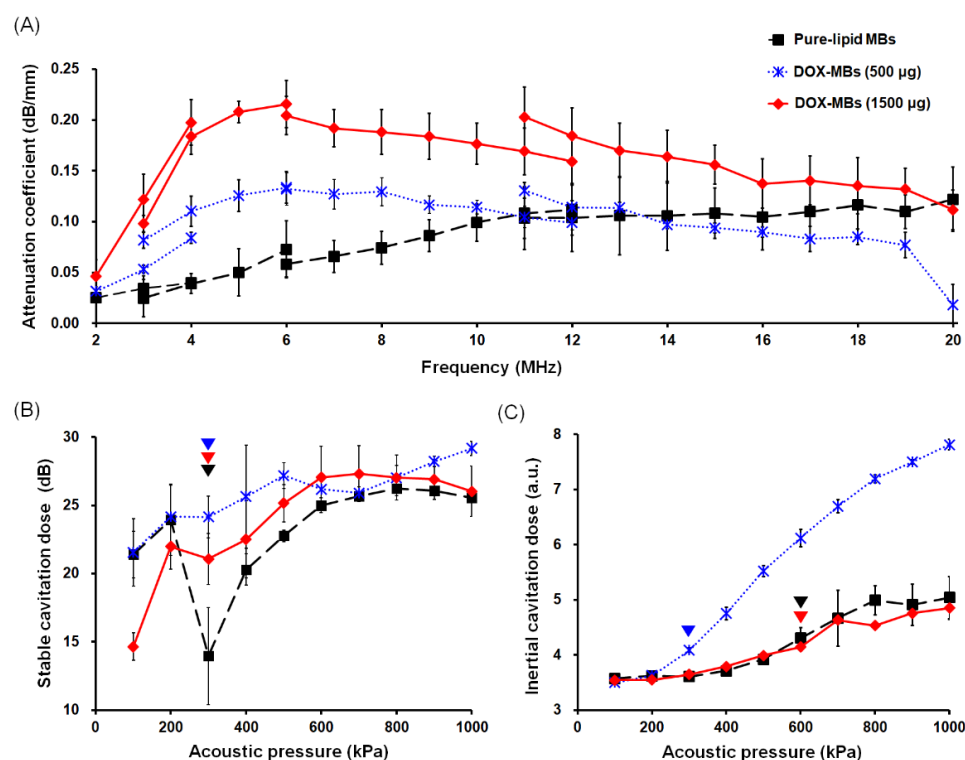 (A)
Pure-lipid MBs
DOX-MBs (500 µg)
DOX-MBs (1500 µg)
Attenuation coefficient (dB/mm)
0.25
0.20
0.15
0.10
0.05
0.00
2 4 6 8 10 12 14 16 18 20
Frequency (MHz)
(B)
Stable cavitation dose (dB)
30
25
20
15
10
0 200 400 600 800 1000
Acoustic pressure (kPa)
(C)
Inertial cavitation dose (a.u.)
8
7
6
5
4
3
0 200 400 600 800 1000
Acoustic pressure (kPa)